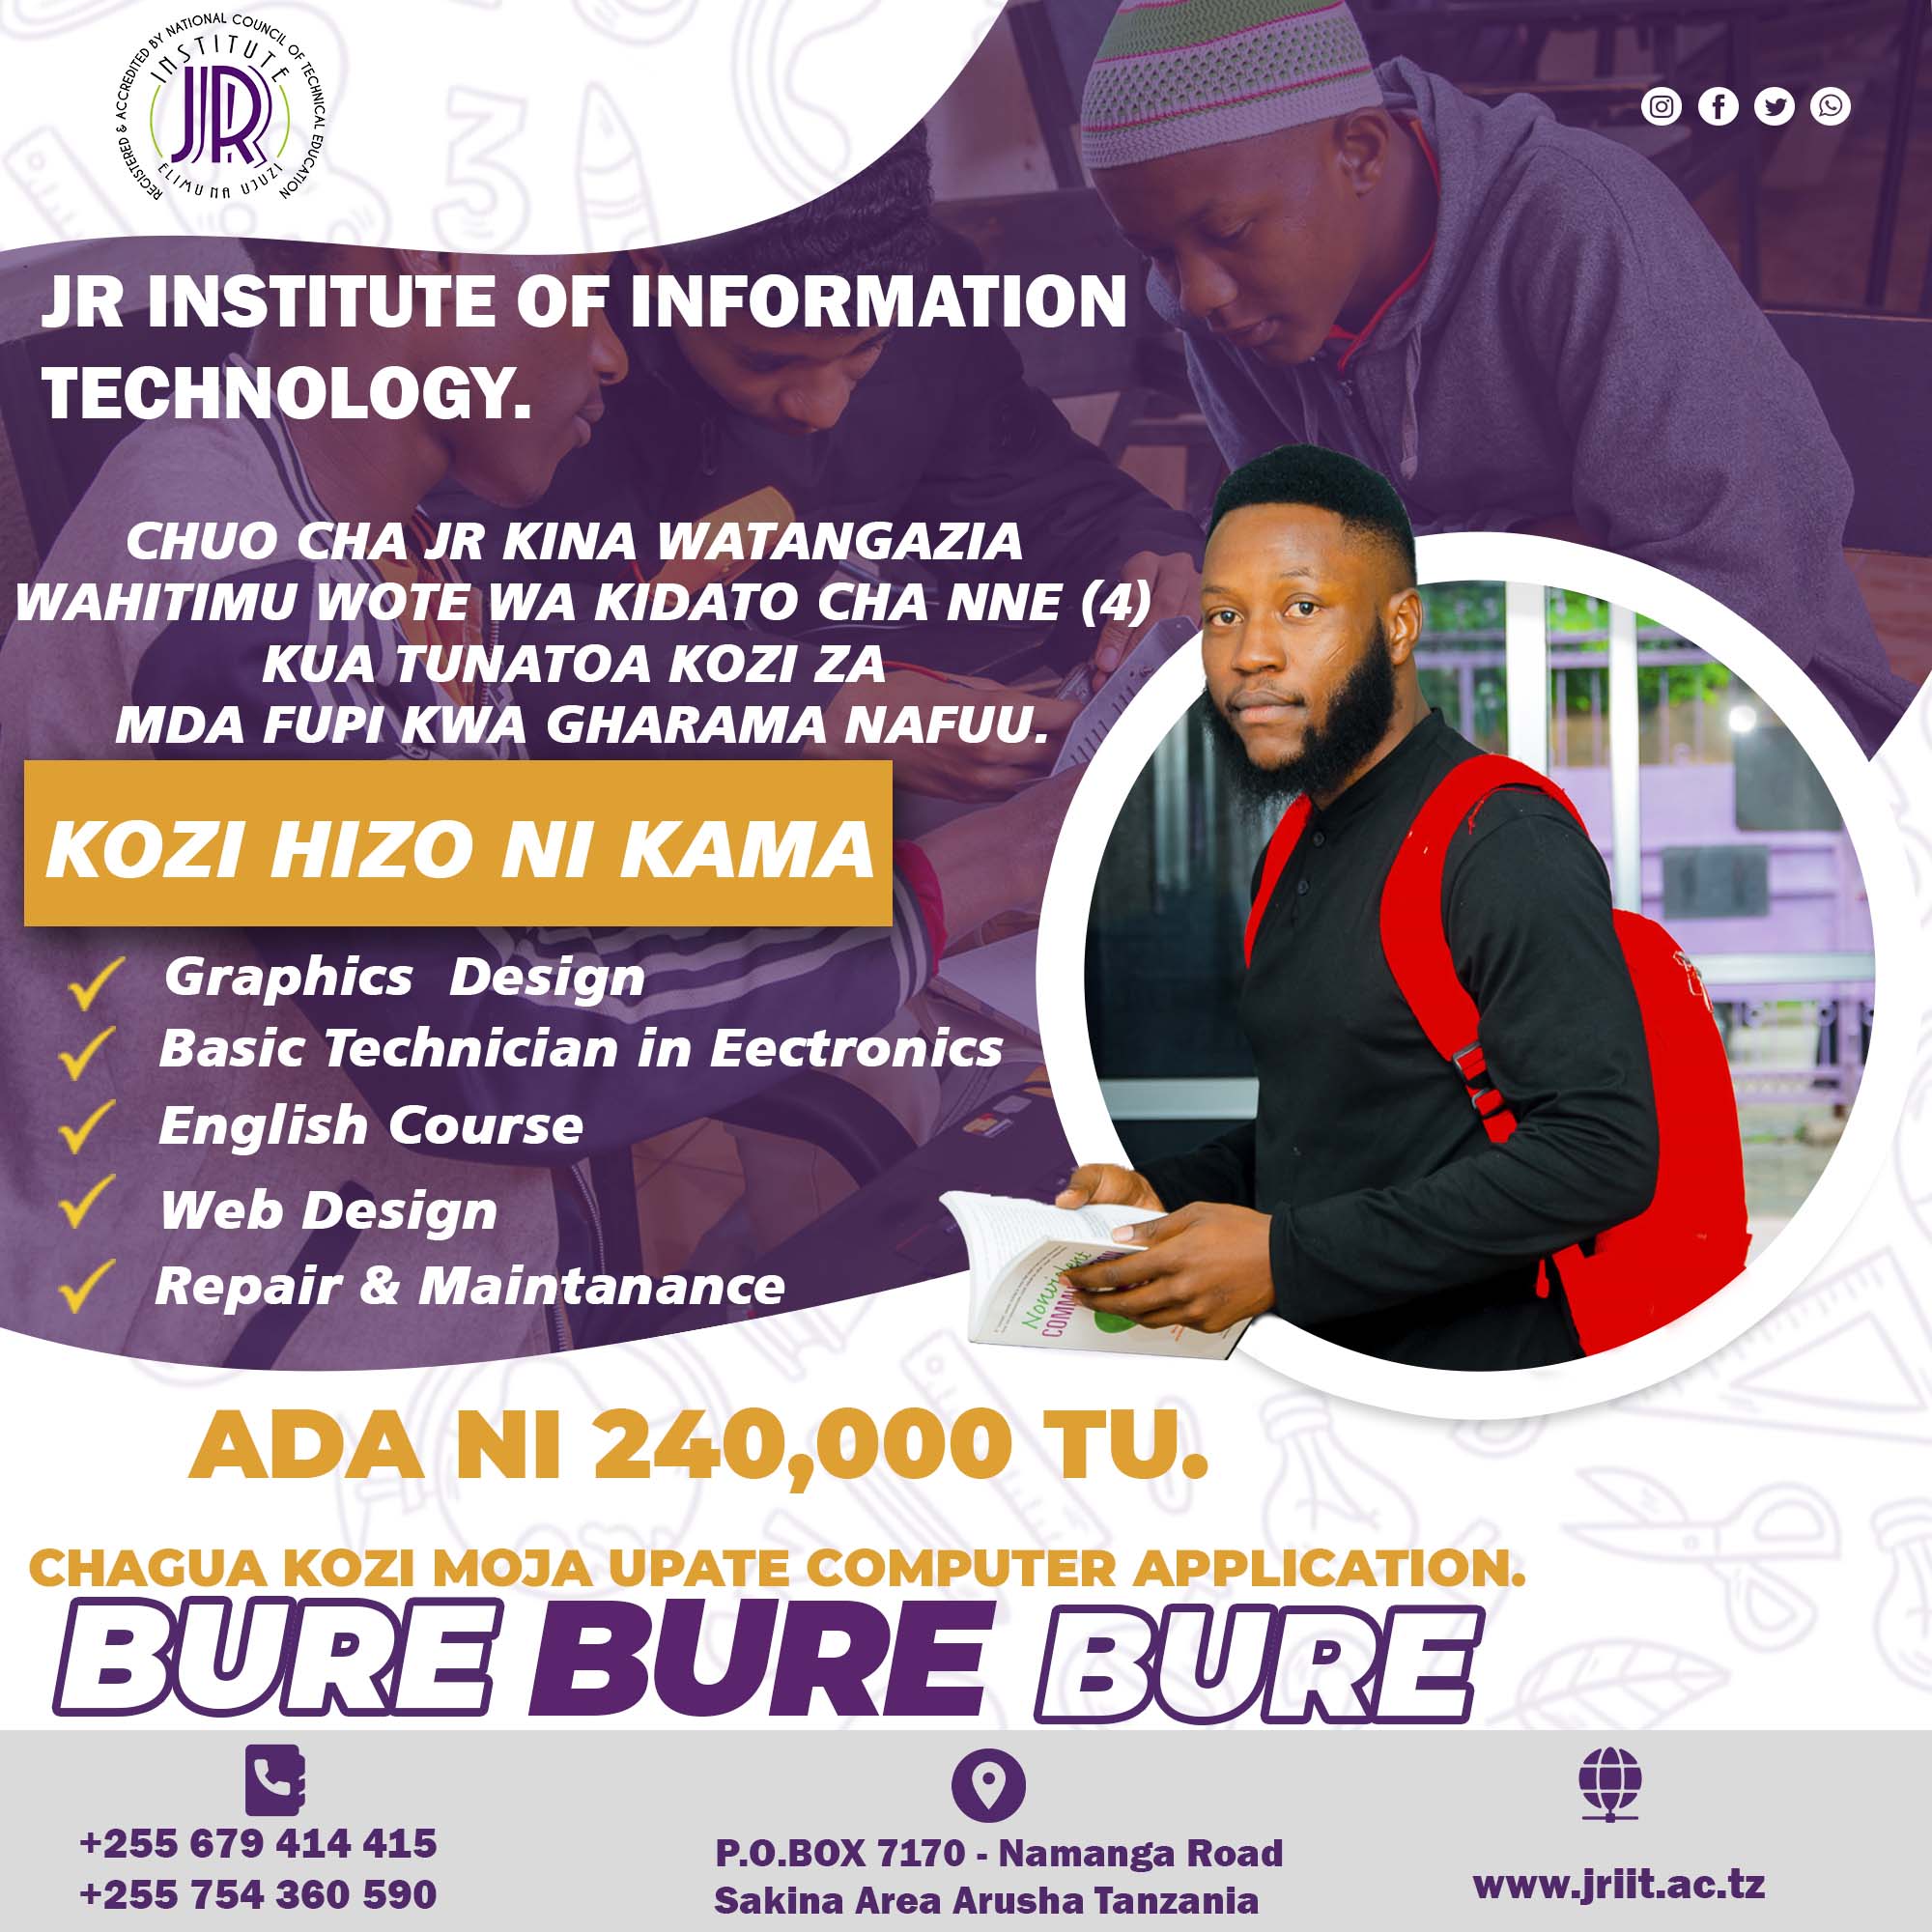 REGISTERED & ACCREDITED BY NATIONAL COUNCIL OF TECHNICAL EDUCATION
INSTITUTE
JR
ELIMU NA UJUZI
JR INSTITUTE OF INFORMATION
TECHNOLOGY.
CHUO CHA JR KINA WATANGAZIA
WAHITIMU WOTE WA KIDATO CHA NNE (4)
KUA TUNATOA KOZI ZA
MDA FUPI KWA GHARAMA NAFUU.
KOZI HIZO NI KAMA
Graphics Design
Basic Technician in Eectronics
English Course
Web Design
Repair & Maintanance
Nonviolent
ADA NI 240,000 TU.
CHAGUA KOZI MOJA UPATE COMPUTER APPLICATION.
BURE BURE BURE
+255 679 414 415
+255 754 360 590
P.O.BOX 7170 - Namanga Road
Sakina Area Arusha Tanzania
www.jriit.ac.tz